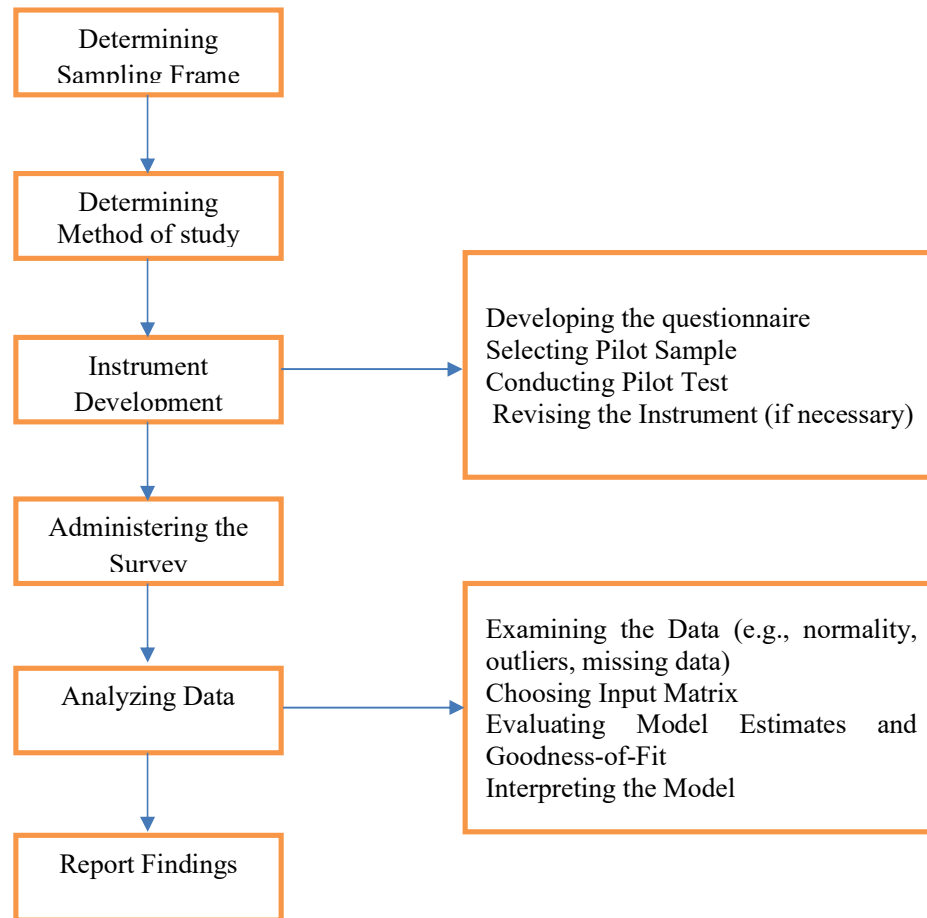 Determining
Sampling Frame
Determining
Method of study
Instrument
Development
Developing the questionnaire
Selecting Pilot Sample
Conducting Pilot Test
Revising the Instrument (if necessary)
Administering the
Survey
Analyzing Data
Examining the Data (e.g., normality,
outliers, missing data)
Choosing Input Matrix
Evaluating Model Estimates and
Goodness-of-Fit
Interpreting the Model
Report Findings